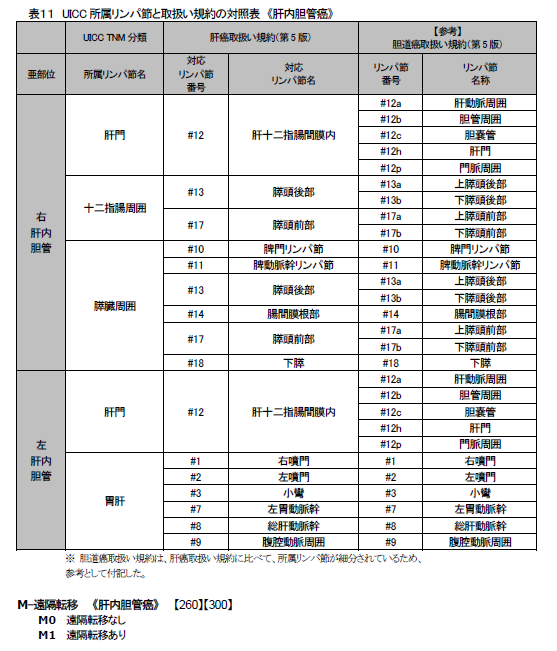 表１１ UICC 所属リンパ節と取扱い規約の対照表 《肝内胆管癌》
UICC TNM 分類 肝癌取扱い規約（第５版） 【参考】
胆道癌取扱い規約（第５版）
亜部位 所属リンパ節名 対応リンパ節番号 対応リンパ節名 リンパ節番号 リンパ節名称
右肝内胆管 肝門 #12 肝十二指腸間膜内 #12a 肝動脈周囲
#12b 胆管周囲
#12c 胆嚢管
#12h 肝門
#12p 門脈周囲
十二指腸周囲 #13 膵頭後部 #13a 上膵頭後部
#13b 下膵頭後部
#17 膵頭前部 #17a 上膵頭前部
#17b 下膵頭前部
膵臓周囲 #10 脾門リンパ節 #10 脾門リンパ節
#11 脾動脈幹リンパ節 #11 脾動脈幹リンパ節
#13 膵頭後部 #13a 上膵頭後部
#13b 下膵頭後部
#14 腸間膜根部 #14 腸間膜根部
#17 膵頭前部 #17a 上膵頭前部
#17b 下膵頭前部
#18 下膵 #18 下膵
左肝内胆管 肝門 #12 肝十二指腸間膜内 #12a 肝動脈周囲
#12b 胆管周囲
#12c 胆嚢管
#12h 肝門
#12p 門脈周囲
胃肝 #1 右噴門 #1 右噴門
#2 左噴門 #2 左噴門
#3 小彎 #3 小彎
#7 左胃動脈幹 #7 左胃動脈幹
#8 総肝動脈幹 #8 総肝動脈幹
#9 腹腔動脈周囲 #9 腹腔動脈周囲
※ 胆道癌取扱い規約は、肝癌取扱い規約に比べて、所属リンパ節が細分されているため、
参考として付記した。
M-遠隔転移 《肝内胆管癌》 【260】【300】
M0 遠隔転移なし
M1 遠隔転移あり